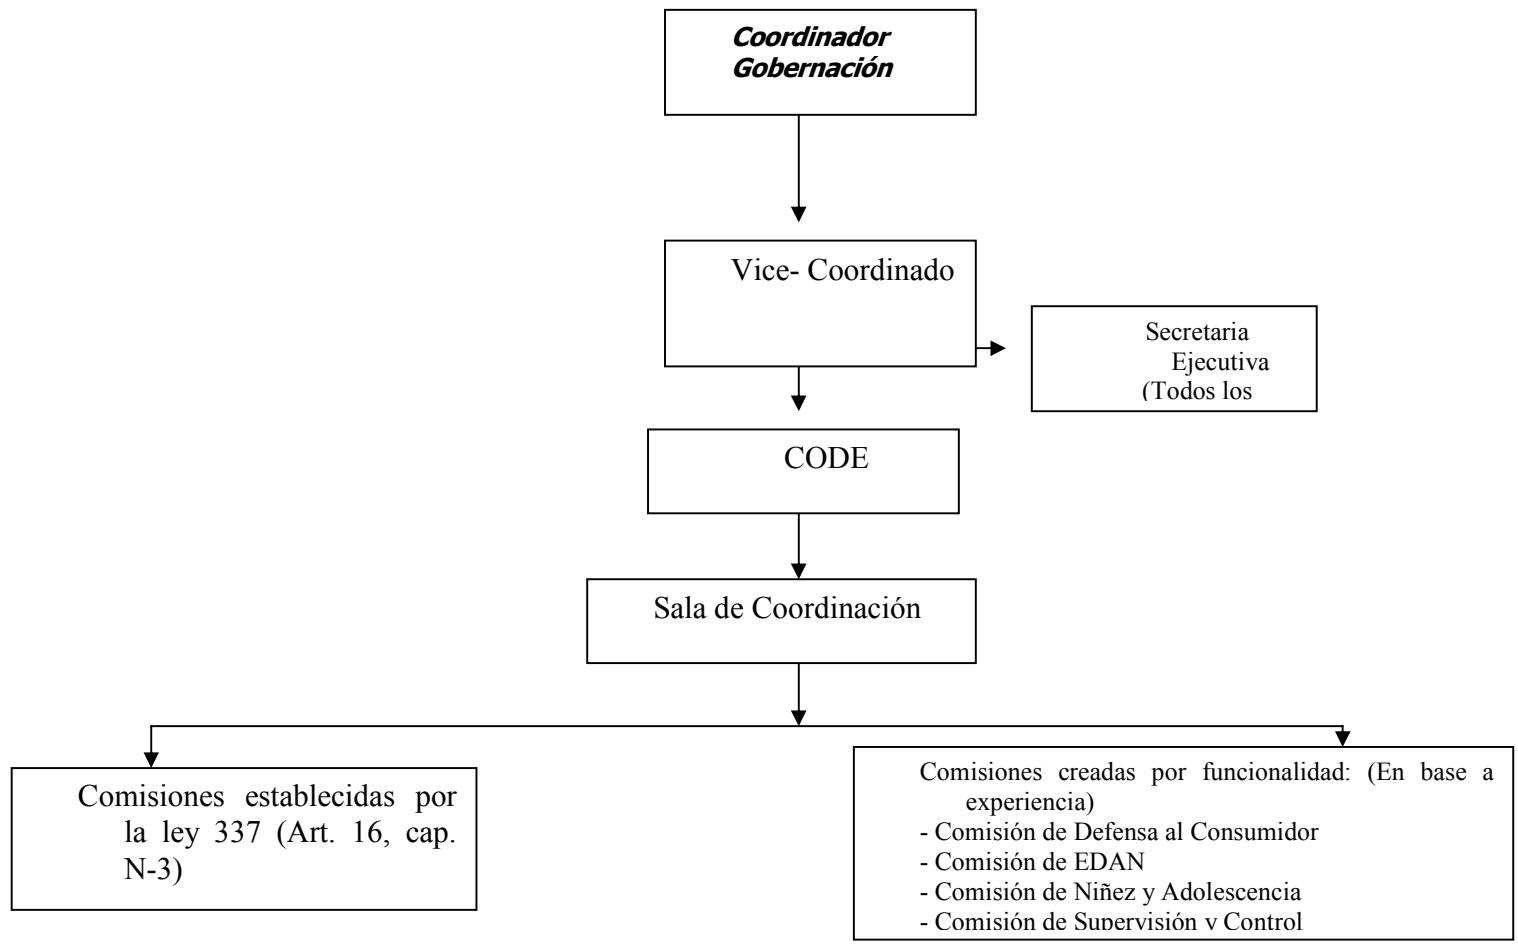 Coordinador
Gobernación
Vice- Coordinado
Secretaria
Ejecutiva
(Todos los
CODE
Sala de Coordinación
Comisiones establecidas por
la ley 337 (Art. 16, cap.
N-3)
Comisiones creadas por funcionalidad: (En base a
experiencia)
- Comisión de Defensa al Consumidor
- Comisión de EDAN
- Comisión de Niñez y Adolescencia
- Comisión de Supervisión y Control